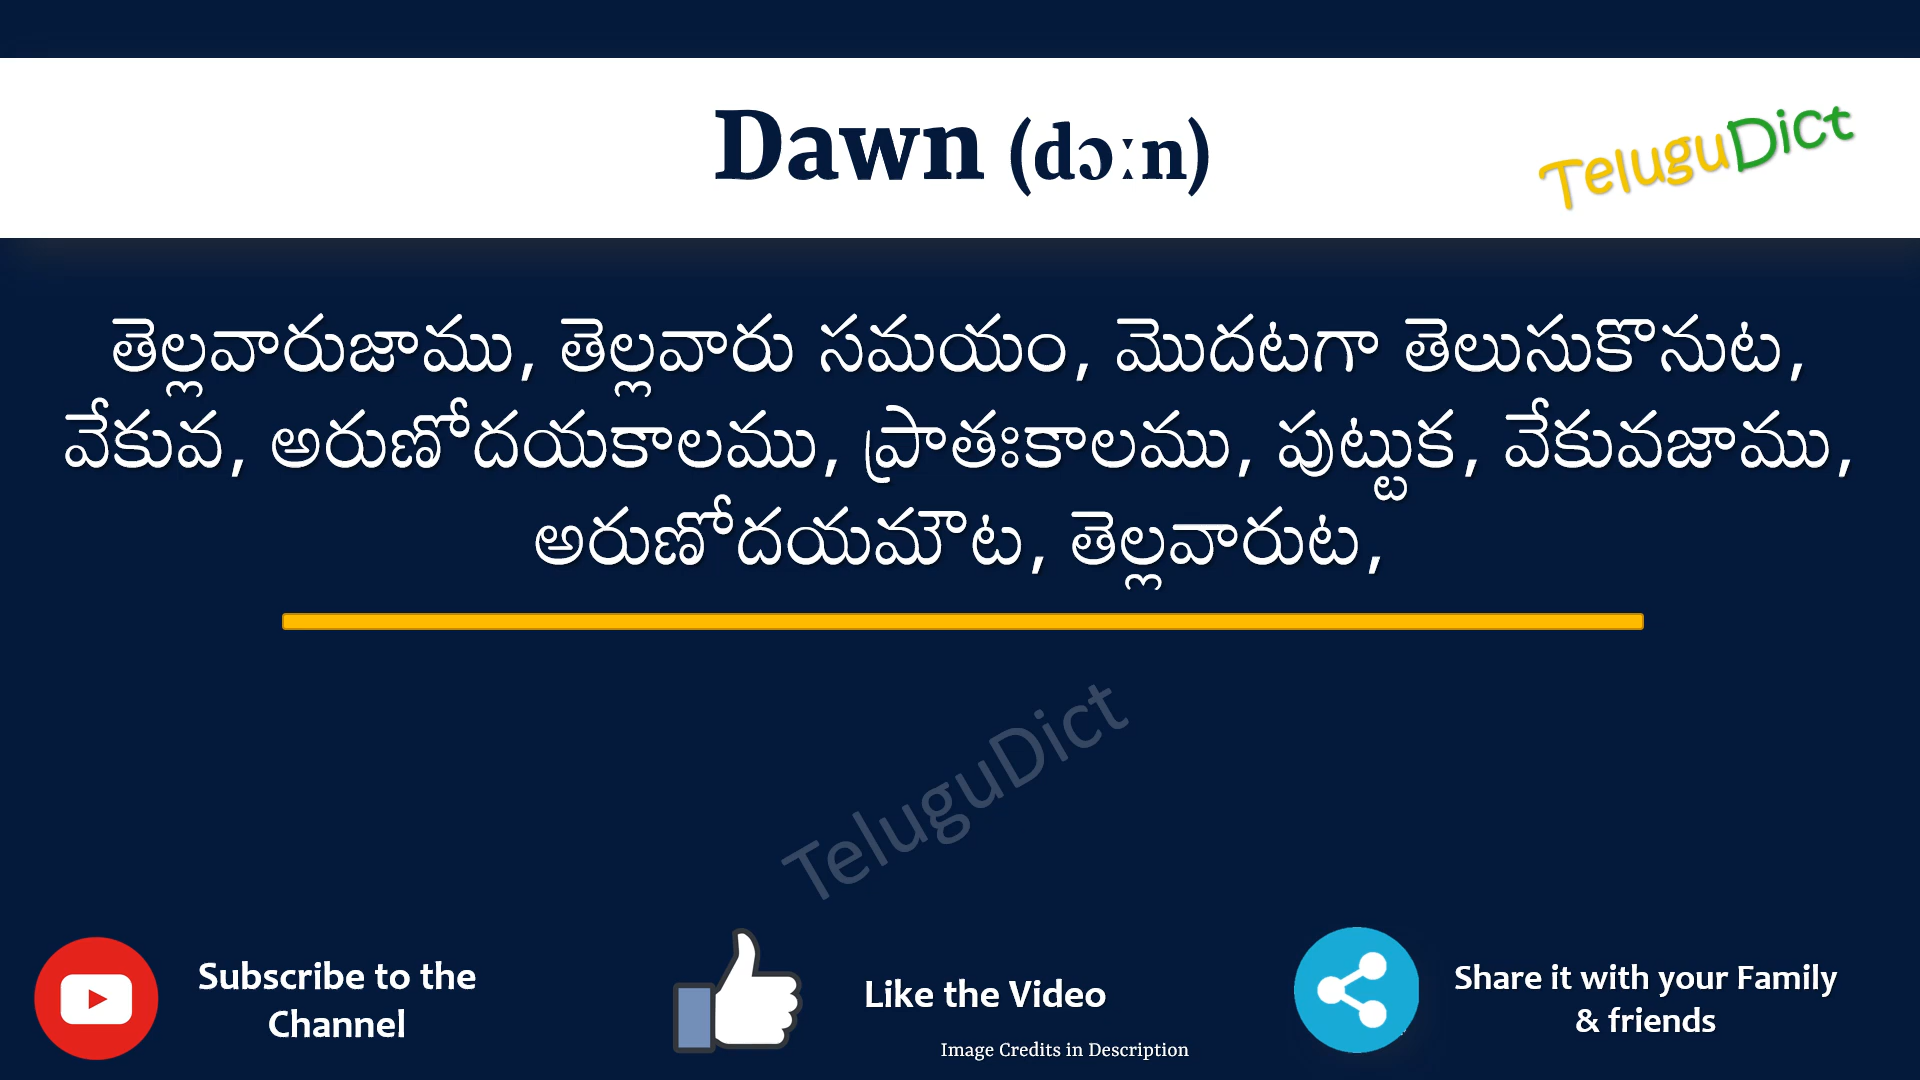 Dawn (dɔːn)
TeluguDict
తెల్లవారుజాము, తెల్లవారు సమయం, మొదటగా తెలుసుకొనుట,
వేకువ, అరుణోదయకాలము, ప్రాతఃకాలము, పుట్టుక, వేకువజాము,
అరుణోదయమౌట, తెల్లవారుట,
TeluguDict
Subscribe to the
Channel
Like the Video
Image Credits in Description
Share it with your Family
& friends